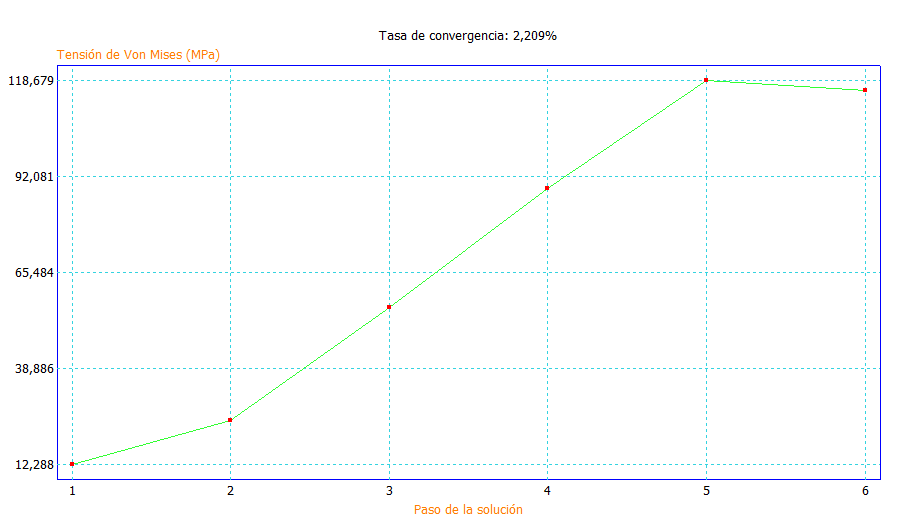 Tasa de convergencia: 2,209%
Tensión de Von Mises (MPa)
118,679
92,081
65,484
38,886
12,288
1 2 3 4 5 6
Paso de la solución